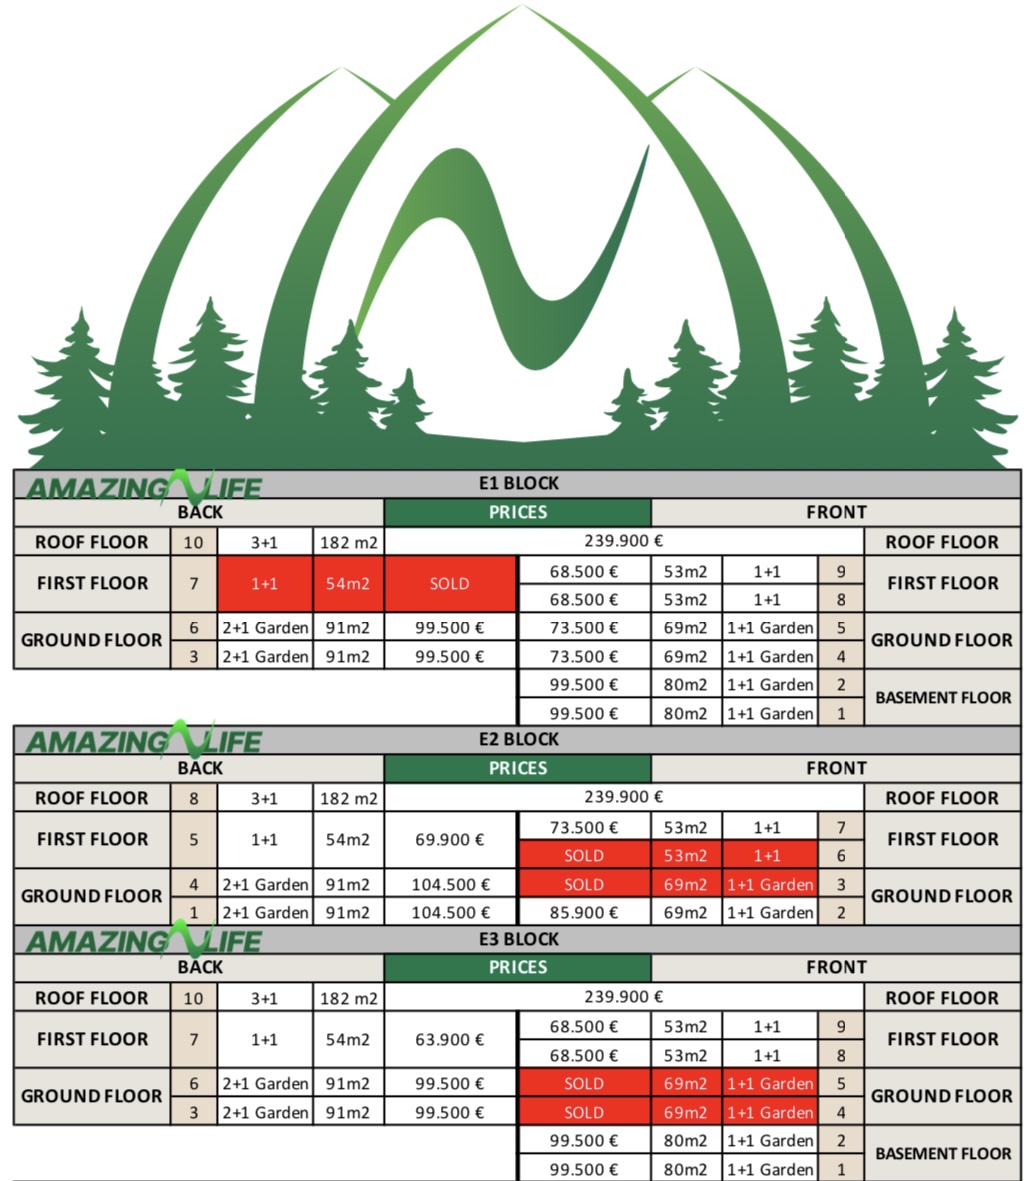 AMAZING LIFE E1 BLOCK
BACK PRICES FRONT
ROOF FLOOR 10 3+1 182 m2 239.900 € ROOF FLOOR
FIRST FLOOR 7 1+1 54m2 SOLD 68.500 € 53m2 1+1 9 FIRST FLOOR
68.500 € 53m2 1+1 8
GROUND FLOOR 6 2+1 Garden 91m2 99.500 € 73.500 € 69m2 1+1 Garden 5 GROUND FLOOR
3 2+1 Garden 91m2 99.500 € 73.500 € 69m2 1+1 Garden 4
99.500 € 80m2 1+1 Garden 2 BASEMENT FLOOR
99.500 € 80m2 1+1 Garden 1
AMAZING LIFE E2 BLOCK
BACK PRICES FRONT
ROOF FLOOR 8 3+1 182 m2 239.900 € ROOF FLOOR
FIRST FLOOR 5 1+1 54m2 69.900 € 73.500 € 53m2 1+1 7 FIRST FLOOR
SOLD 53m2 1+1 6
GROUND FLOOR 4 2+1 Garden 91m2 104.500 € SOLD 69m2 1+1 Garden 3 GROUND FLOOR
1 2+1 Garden 91m2 104.500 € 85.900 € 69m2 1+1 Garden 2
AMAZING LIFE E3 BLOCK
BACK PRICES FRONT
ROOF FLOOR 10 3+1 182 m2 239.900 € ROOF FLOOR
FIRST FLOOR 7 1+1 54m2 63.900 € 68.500 € 53m2 1+1 9 FIRST FLOOR
68.500 € 53m2 1+1 8
GROUND FLOOR 6 2+1 Garden 91m2 99.500 € SOLD 69m2 1+1 Garden 5 GROUND FLOOR
3 2+1 Garden 91m2 99.500 € SOLD 69m2 1+1 Garden 4
99.500 € 80m2 1+1 Garden 2 BASEMENT FLOOR
99.500 € 80m2 1+1 Garden 1